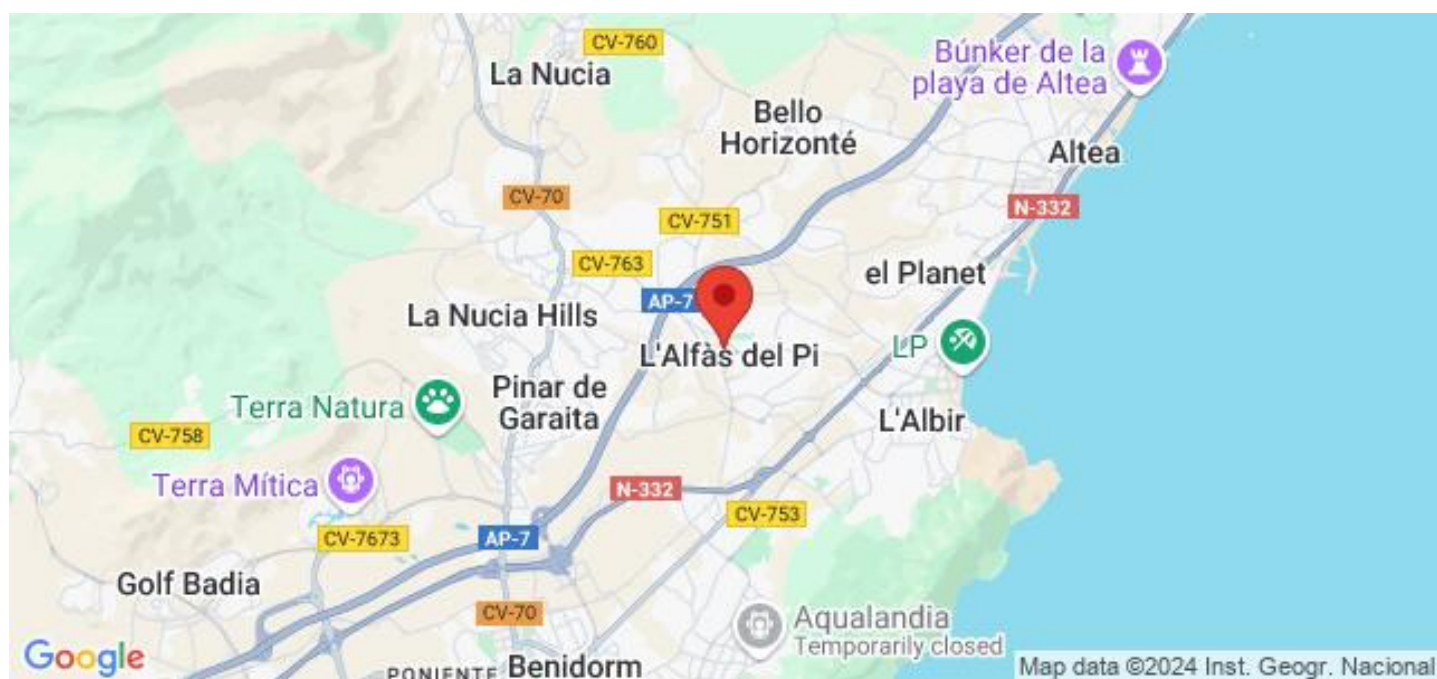 CV-760
La Nucia
Búnker de la
playa de Altea
Bello
Horizonté
Altea
CV-70
N-332
CV-751
CV-763
el Planet
AP-7
La Nucia Hills
L'Alfàs del Pi
LP
Pinar de
Garaita
Terra Natura
L'Albir
CV-758
Terra Mítica
N-332
CV-753
CV-7673
AP-7
Golf Badia
CV-70
Aqualandia
Temporarily closed
Google
PONIENTE
Benidorm
Map data ©2024 Inst. Geogr. Nacional